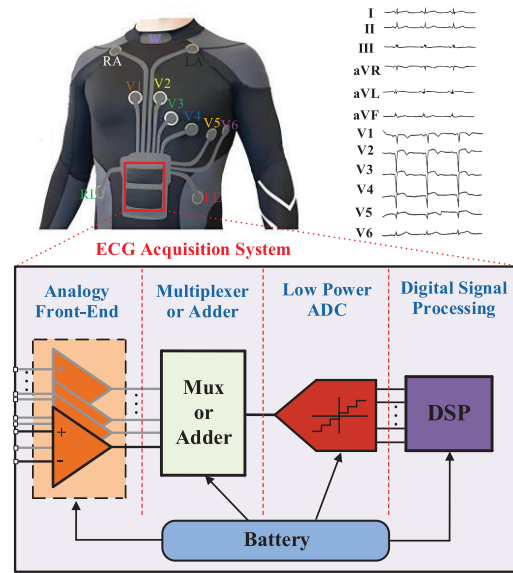 RA
LA
V1
V2
V3
V4
V5
V6
RL
LL
I
II
III
aVR
aVL
aVF
V1
V2
V3
V4
V5
V6
ECG Acquisition System
Analogy
Front-End
Multiplexer
or Adder
Low Power
ADC
Digital Signal
Processing
+
+
-
Mux
or
Adder
DSP
Battery